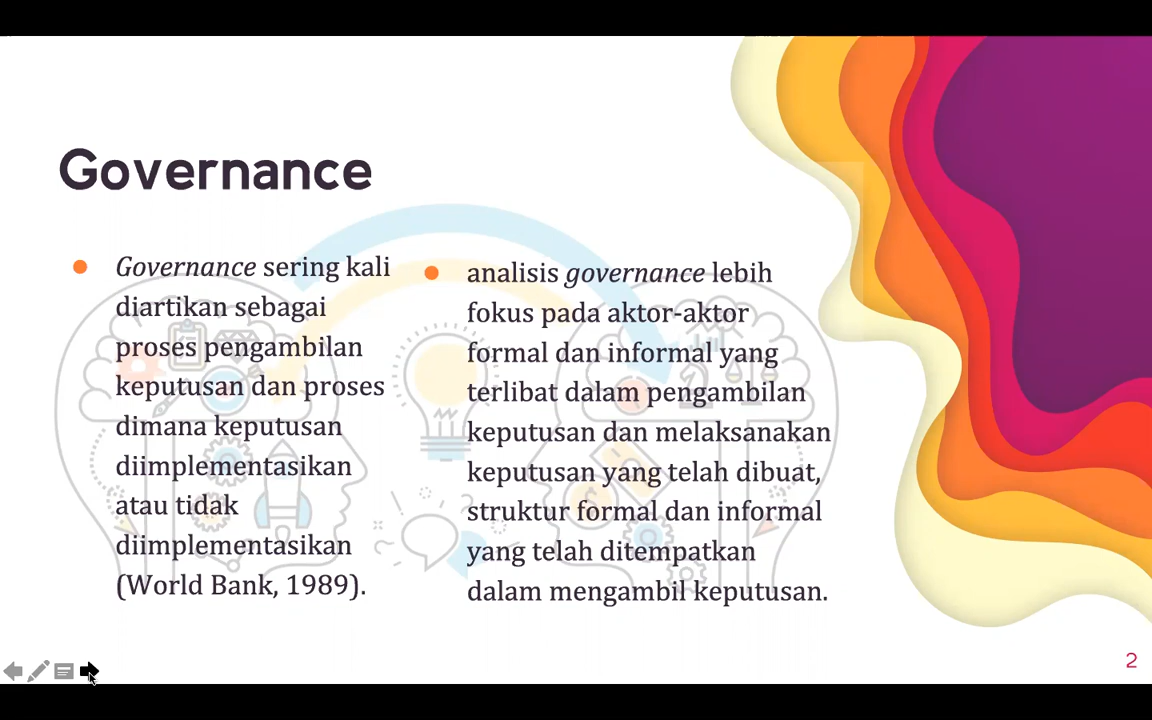 Governance
Governance sering kali
diartikan sebagai
proses pengambilan
keputusan dan proses
dimana keputusan
diimplementasikan
atau tidak
diimplementasikan
(World Bank, 1989).
analisis governance lebih
fokus pada aktor-aktor
formal dan informal yang
terlibat dalam pengambilan
keputusan dan melaksanakan
keputusan yang telah dibuat,
struktur formal dan informal
yang telah ditempatkan
dalam mengambil keputusan.
2